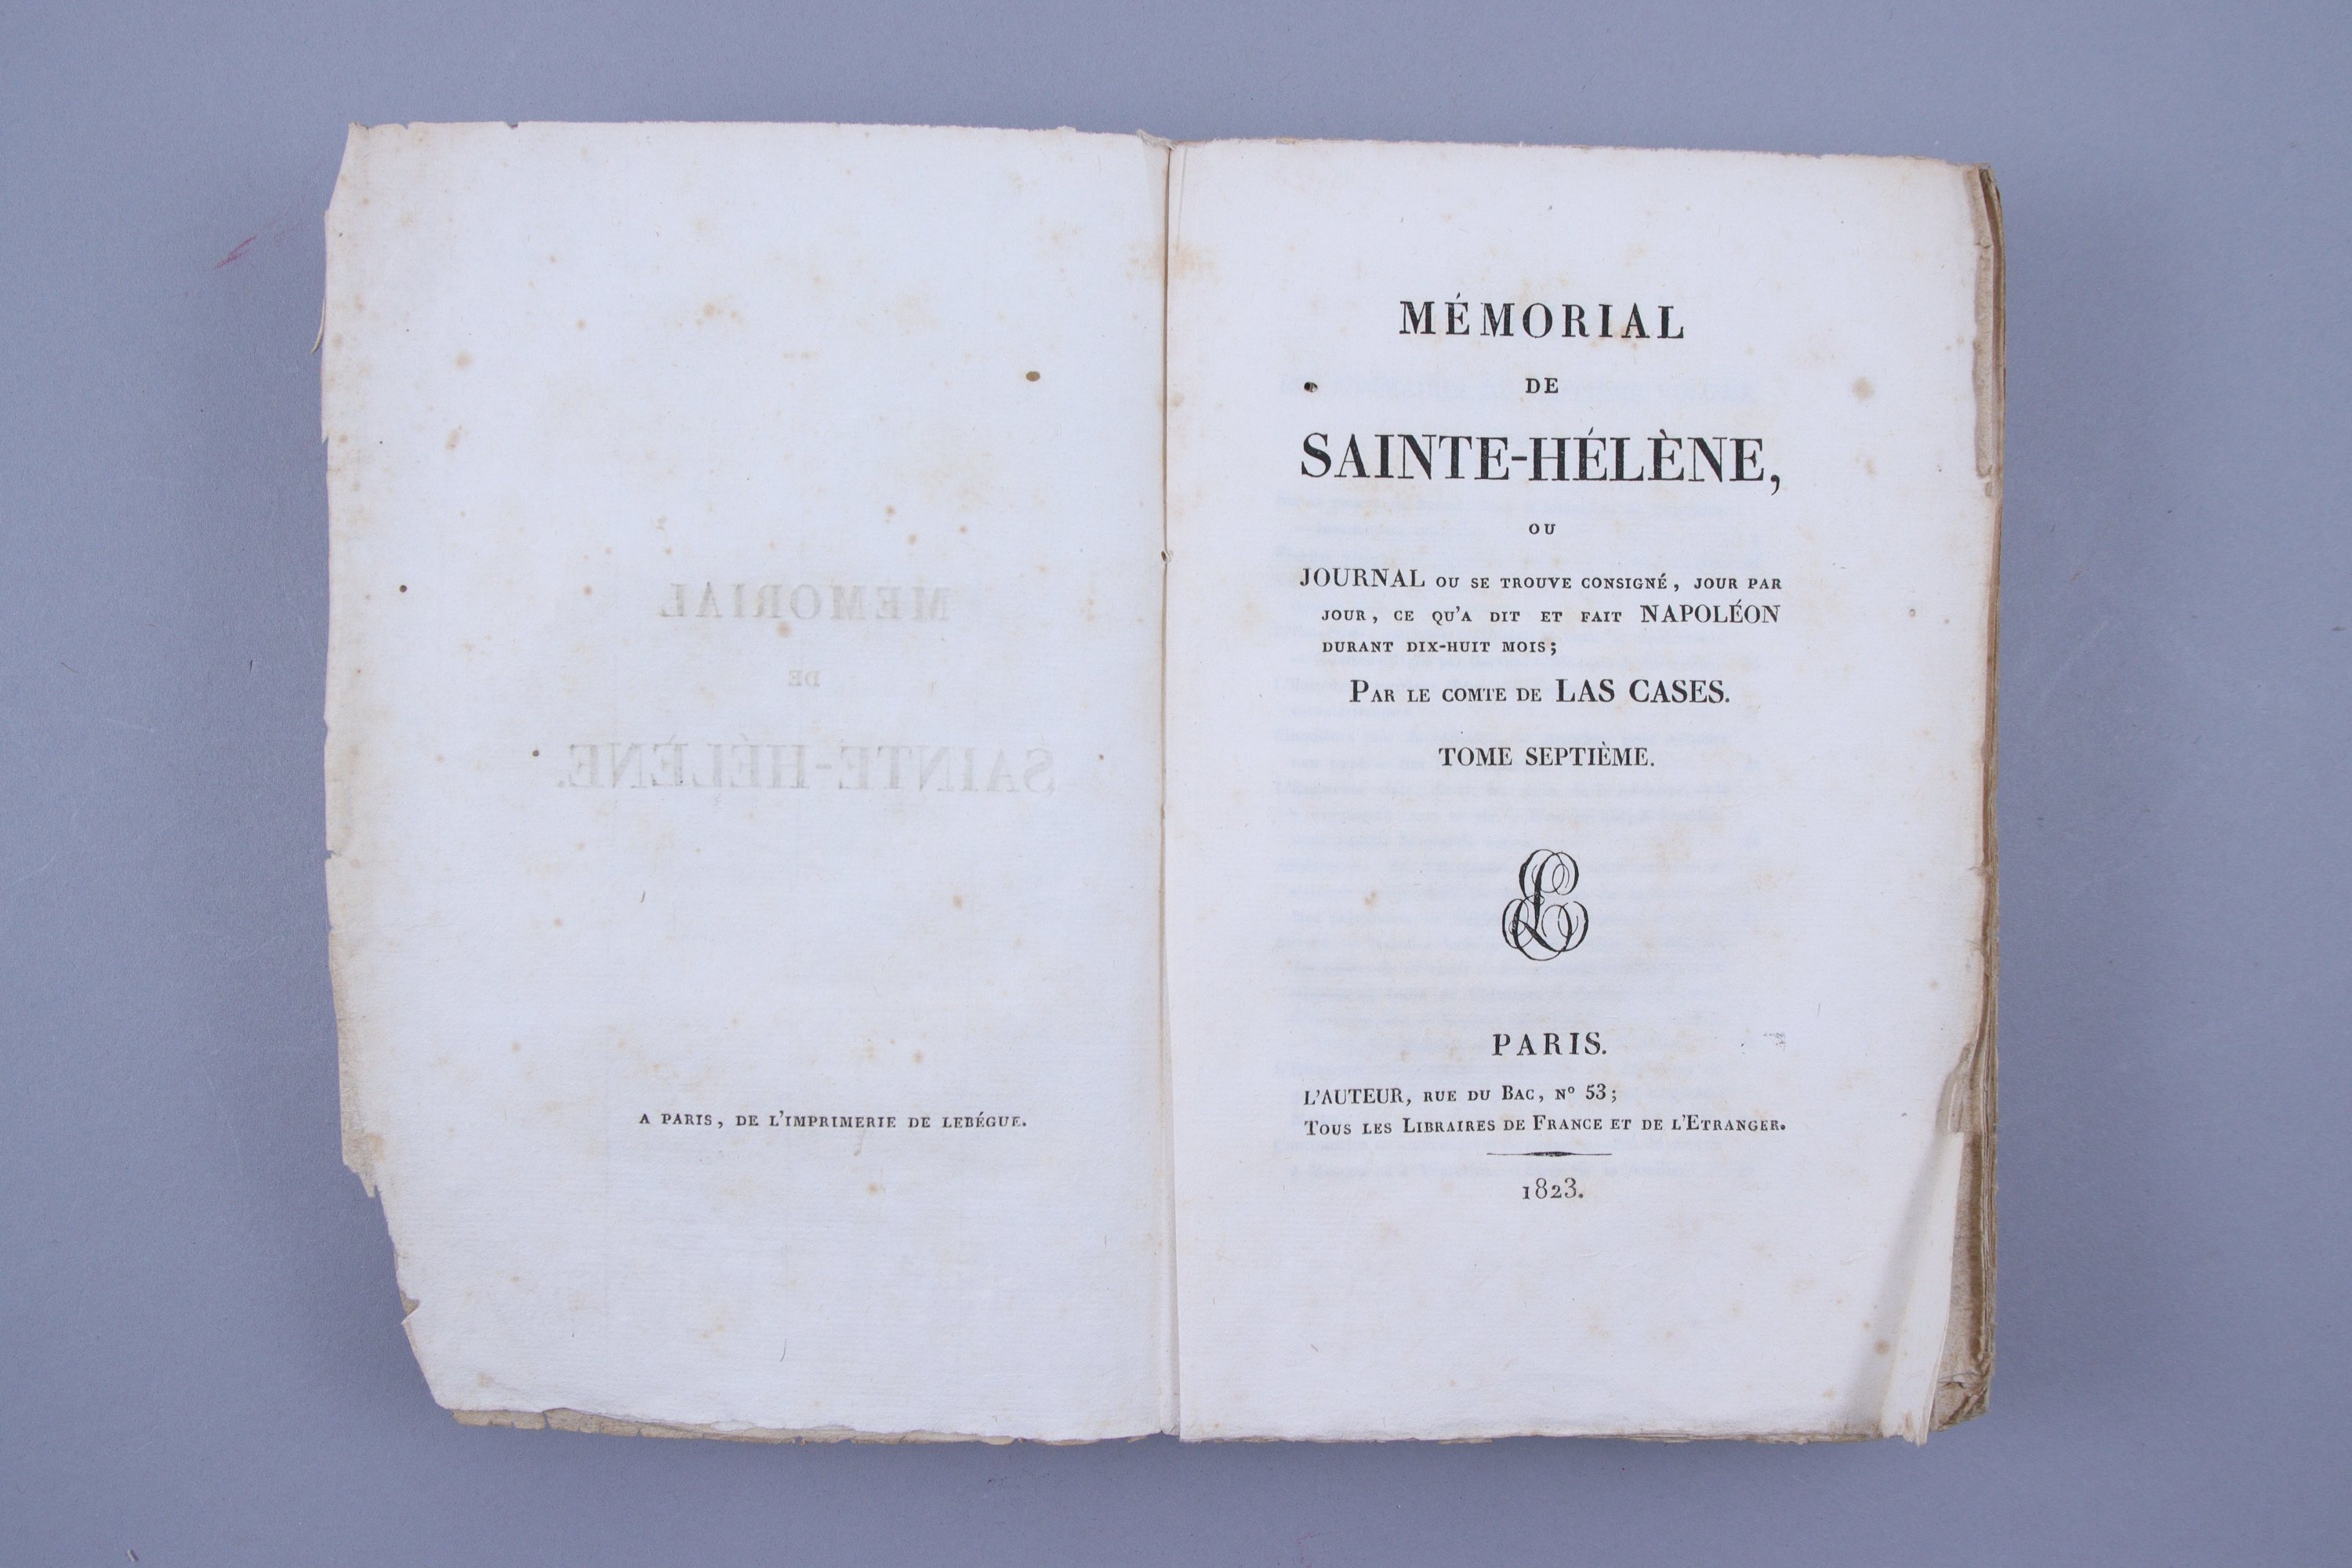 A PARIS, DE L'IMPRIMERIE DE LEBÉGUE.
MÉMORIAL
DE
SAINTE-HÉLÈNE,
OU
JOURNAL OU SE TROUVE CONSIGNÉ, JOUR PAR
JOUR, CE QU'A DIT ET FAIT NAPOLÉON
DURANT DIX-HUIT MOIS;
PAR LE COMTE DE LAS CASES.
TOME SEPTIÈME.
PARIS.
L'AUTEUR, RUE DU BAC, Nº 53;
TOUS LES LIBRAIRES DE FRANCE ET DE L'ETRANGER.
1823.